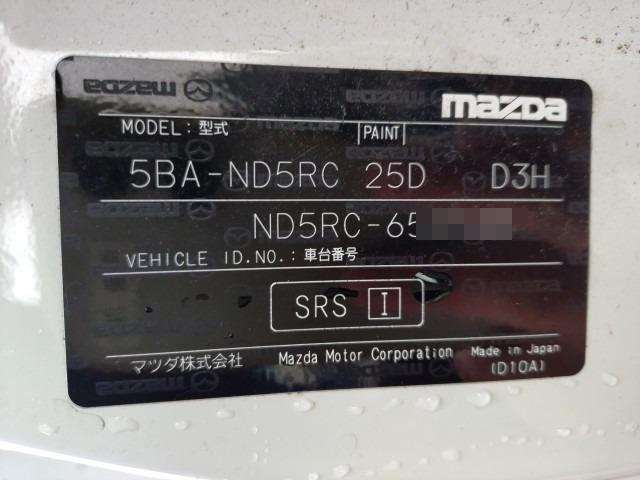 mazda
MODEL:型式 PAINT
5BA-ND5RC 25D D3H
ND5RC-65
VEHICLE ID.NO.:車台番号
SRS I
マツダ株式会社 Mazda Motor Corporation Made in Japan
(D10A)